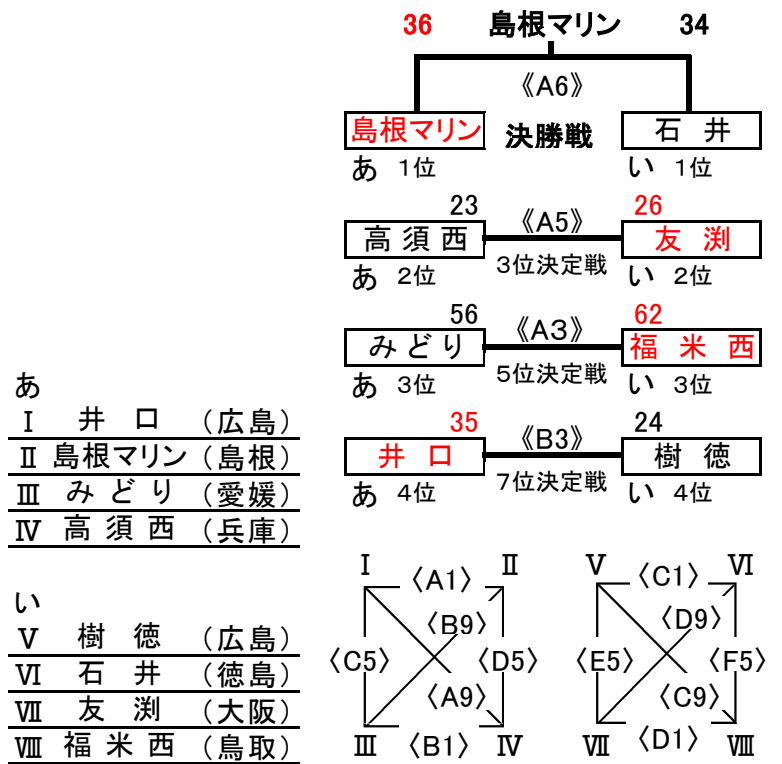 36 島根マリン 34
《A6》
島根マリン 決勝戦 石井
あ 1位 い 1位
23 《A5》 26
高須西 友渕
あ 2位 3位決定戦 い 2位
56 《A3》 62
みどり 福米西
あ 3位 5位決定戦 い 3位
35 《B3》 24
井口 樹徳
あ 4位 7位決定戦 い 4位
あ
Ⅰ 井口 （広島）
Ⅱ 島根マリン （島根）
Ⅲ みどり （愛媛）
Ⅳ 高須西 （兵庫）
い
Ⅴ 樹徳 （広島）
Ⅵ 石井 （徳島）
Ⅶ 友渕 （大阪）
Ⅷ 福米西 （鳥取）
Ⅰ 〈A1〉 Ⅱ
〈B9〉
〈C5〉 〈D5〉
〈A9〉
Ⅲ 〈B1〉 Ⅳ
Ⅴ 〈C1〉 Ⅵ
〈D9〉
〈E5〉 〈F5〉
〈C9〉
Ⅶ 〈D1〉 Ⅷ